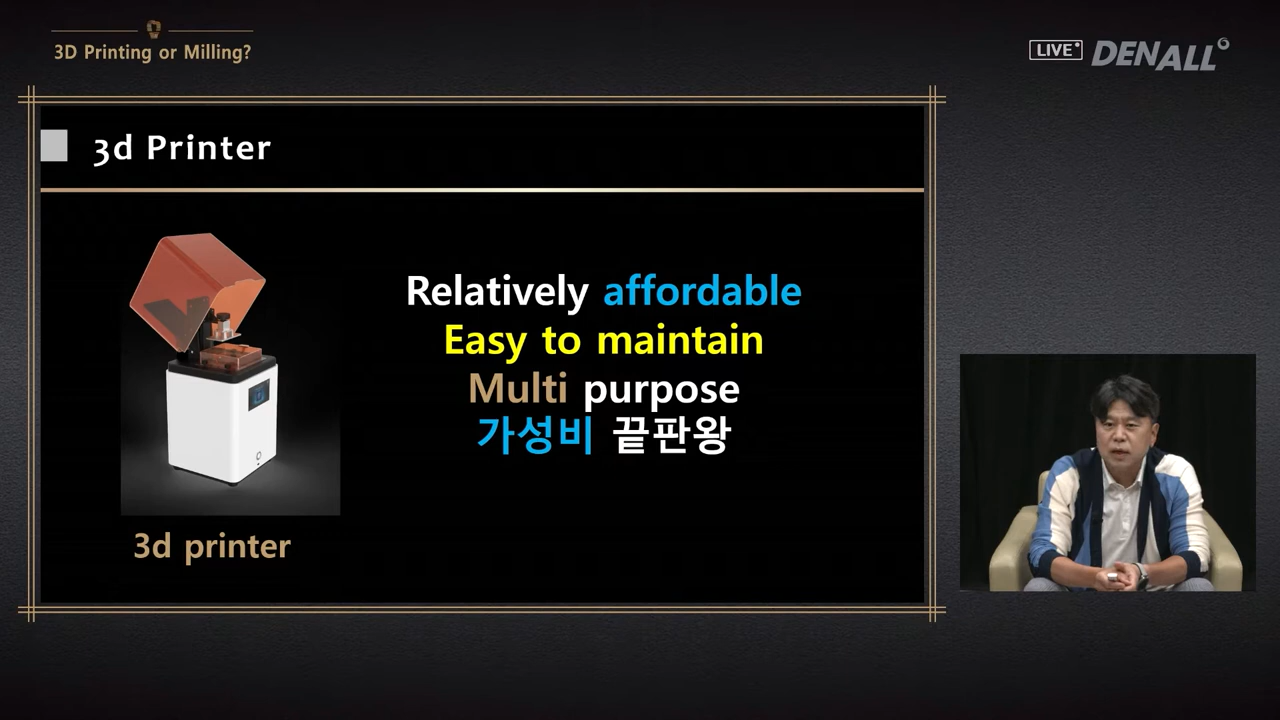 3D Printing or Milling?
LIVE
DENALL
3d Printer
Relatively affordable
Easy to maintain
Multi purpose
가성비 끝판왕
3d printer